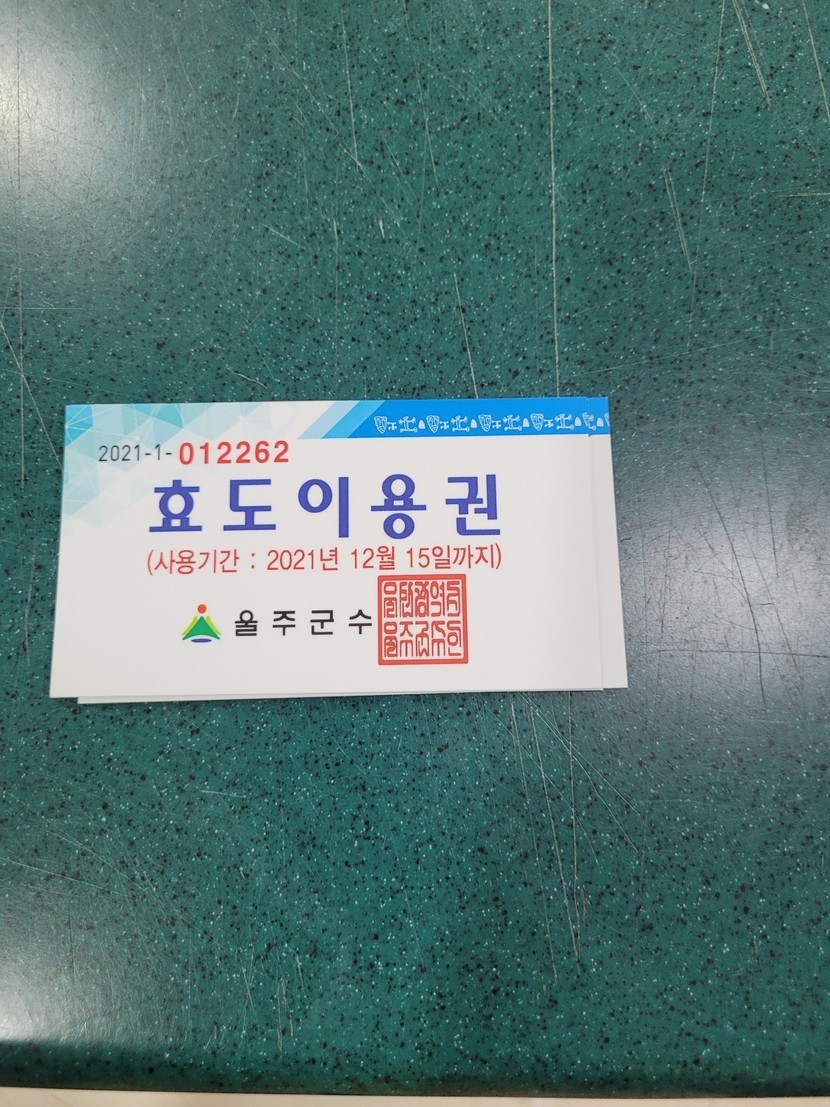 2021-1-012262
효도이용권
(사용기간 : 2021년 12월 15일까지)
울주군수